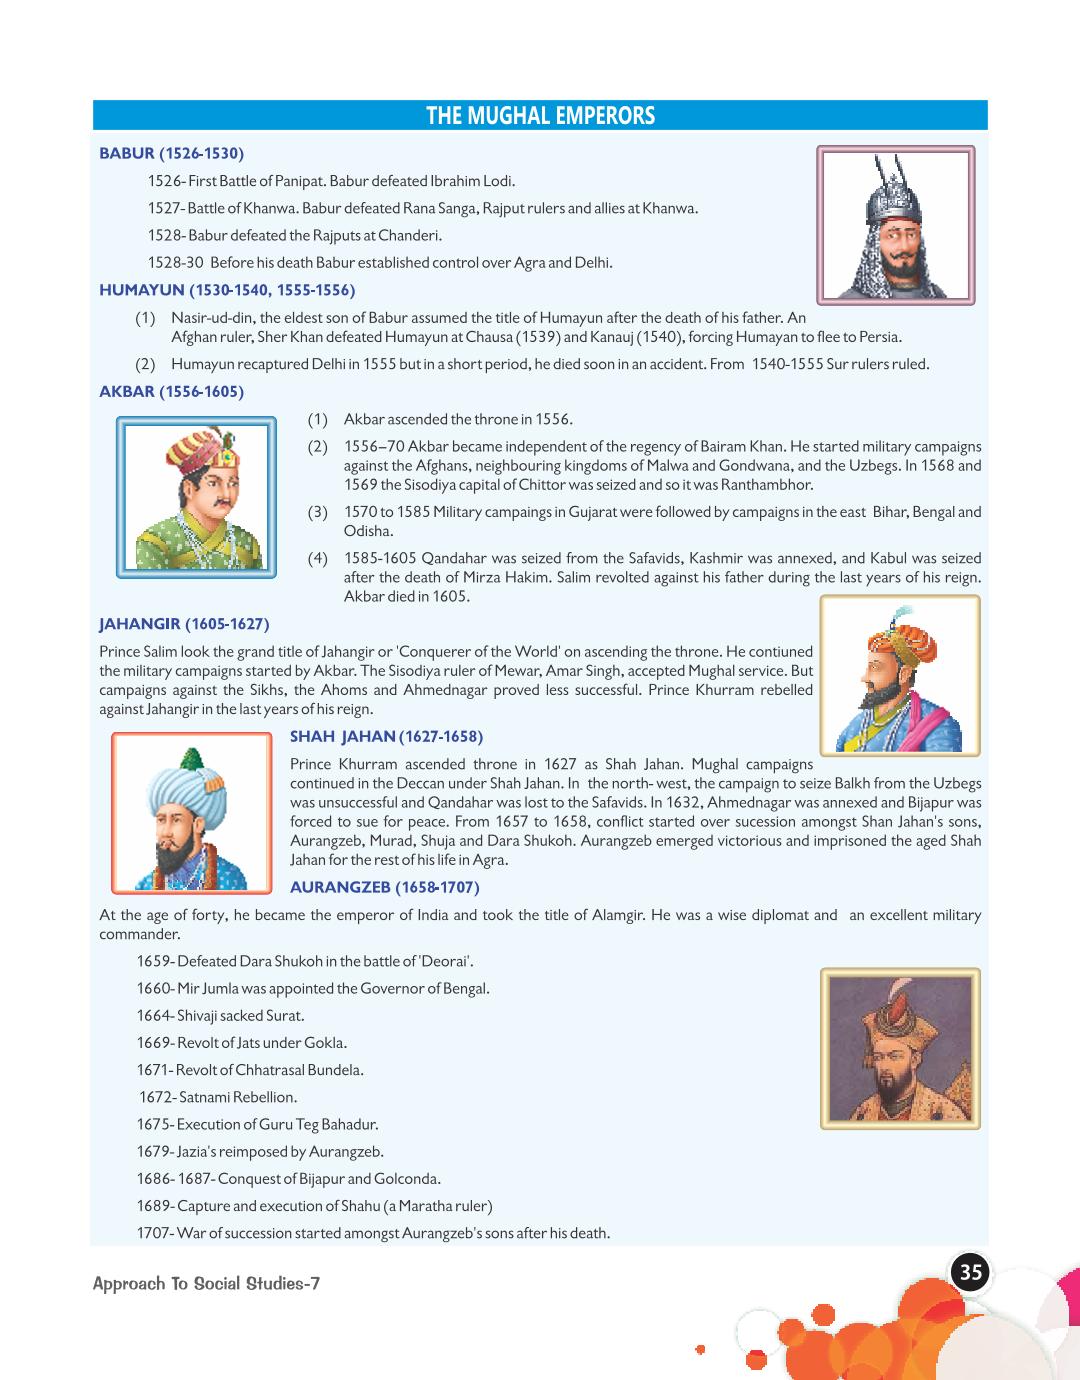 THE MUGHAL EMPERORS
BABUR (1526-1530)
1526- First Battle of Panipat. Babur defeated Ibrahim Lodi.
1527- Battle of Khanwa. Babur defeated Rana Sanga, Rajput rulers and allies at Khanwa.
1528- Babur defeated the Rajputs at Chanderi.
1528-30 Before his death Babur established control over Agra and Delhi.
HUMAYUN (1530-1540, 1555-1556)
(1) Nasir-ud-din, the eldest son of Babur assumed the title of Humayun after the death of his father. An
Afghan ruler, Sher Khan defeated Humayun at Chausa (1539) and Kanauj (1540), forcing Humayan to flee to Persia.
(2) Humayun recaptured Delhi in 1555 but in a short period, he died soon in an accident. From 1540-1555 Sur rulers ruled.
AKBAR (1556-1605)
(1) Akbar ascended the throne in 1556.
(2) 1556–70 Akbar became independent of the regency of Bairam Khan. He started military campaigns
against the Afghans, neighbouring kingdoms of Malwa and Gondwana, and the Uzbegs. In 1568 and
1569 the Sisodiya capital of Chittor was seized and so it was Ranthambhor.
(3) 1570 to 1585 Military campaings in Gujarat were followed by campaigns in the east Bihar, Bengal and
Odisha.
(4) 1585-1605 Qandahar was seized from the Safavids, Kashmir was annexed, and Kabul was seized
after the death of Mirza Hakim. Salim revolted against his father during the last years of his reign.
Akbar died in 1605.
JAHANGIR (1605-1627)
Prince Salim look the grand title of Jahangir or 'Conquerer of the World' on ascending the throne. He contiuned
the military campaigns started by Akbar. The Sisodiya ruler of Mewar, Amar Singh, accepted Mughal service. But
campaigns against the Sikhs, the Ahoms and Ahmednagar proved less successful. Prince Khurram rebelled
against Jahangir in the last years of his reign.
SHAH JAHAN (1627-1658)
Prince Khurram ascended throne in 1627 as Shah Jahan. Mughal campaigns
continued in the Deccan under Shah Jahan. In the north- west, the campaign to seize Balkh from the Uzbegs
was unsuccessful and Qandahar was lost to the Safavids. In 1632, Ahmednagar was annexed and Bijapur was
forced to sue for peace. From 1657 to 1658, conflict started over sucession amongst Shan Jahan's sons,
Aurangzeb, Murad, Shuja and Dara Shukoh. Aurangzeb emerged victorious and imprisoned the aged Shah
Jahan for the rest of his life in Agra.
AURANGZEB (1658-1707)
At the age of forty, he became the emperor of India and took the title of Alamgir. He was a wise diplomat and an excellent military
commander.
1659- Defeated Dara Shukoh in the battle of 'Deorai'.
1660- Mir Jumla was appointed the Governor of Bengal.
1664- Shivaji sacked Surat.
1669- Revolt of Jats under Gokla.
1671- Revolt of Chhatrasal Bundela.
1672- Satnami Rebellion.
1675- Execution of Guru Teg Bahadur.
1679- Jazia's reimposed by Aurangzeb.
1686- 1687- Conquest of Bijapur and Golconda.
1689- Capture and execution of Shahu (a Maratha ruler)
1707- War of succession started amongst Aurangzeb's sons after his death.
Approach To Social Studies-7
35